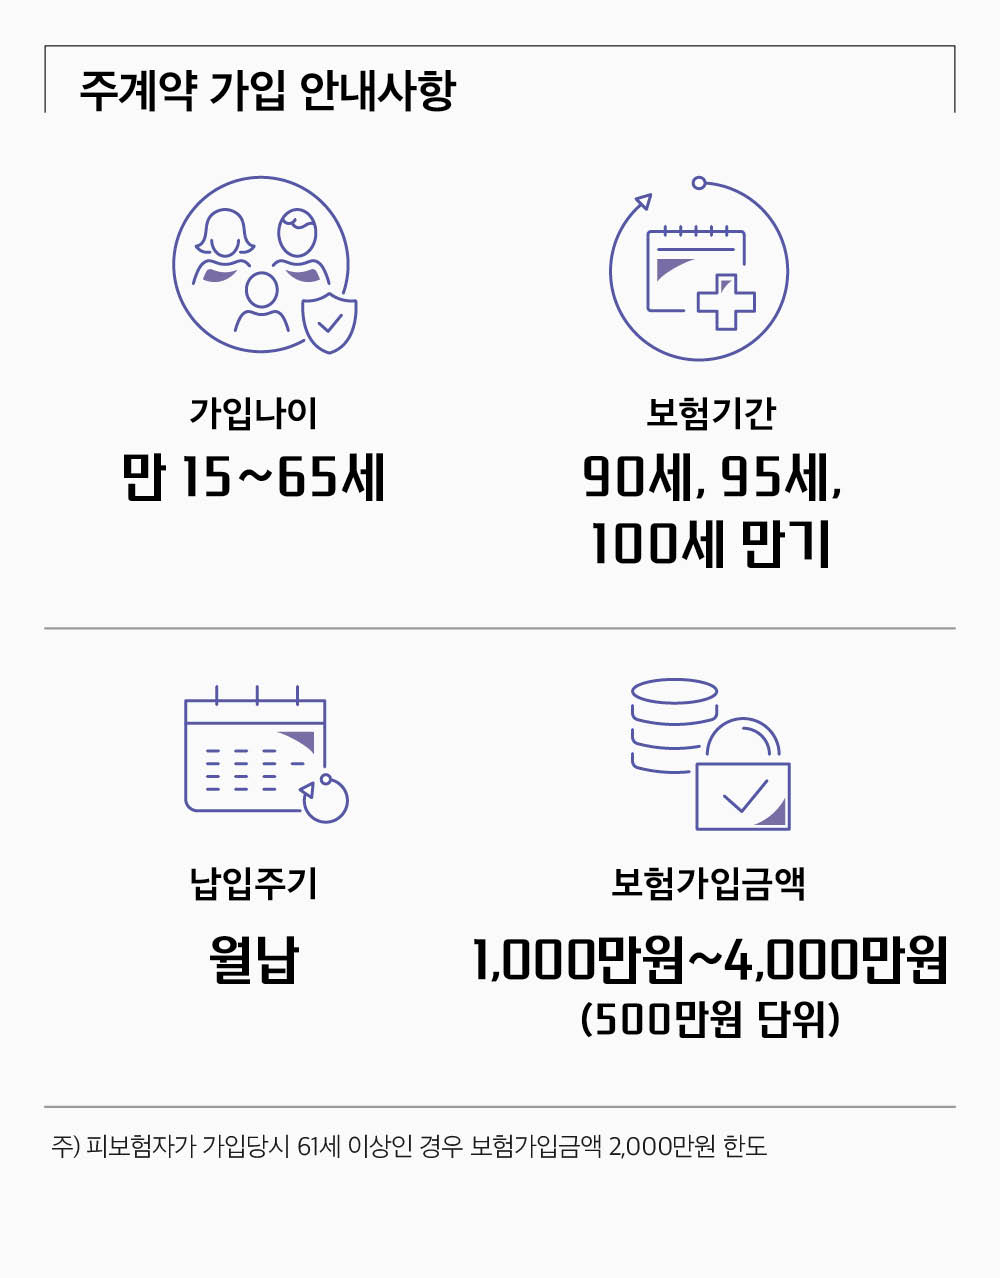 주계약 가입 안내사항
가입나이
만 15~65세
보험기간
90세, 95세,
100세 만기
납입주기
월납
보험가입금액
1,000만원~4,000만원
(500만원 단위)
주) 피보험자가 가입당시 61세 이상인 경우 보험가입금액 2,000만원 한도